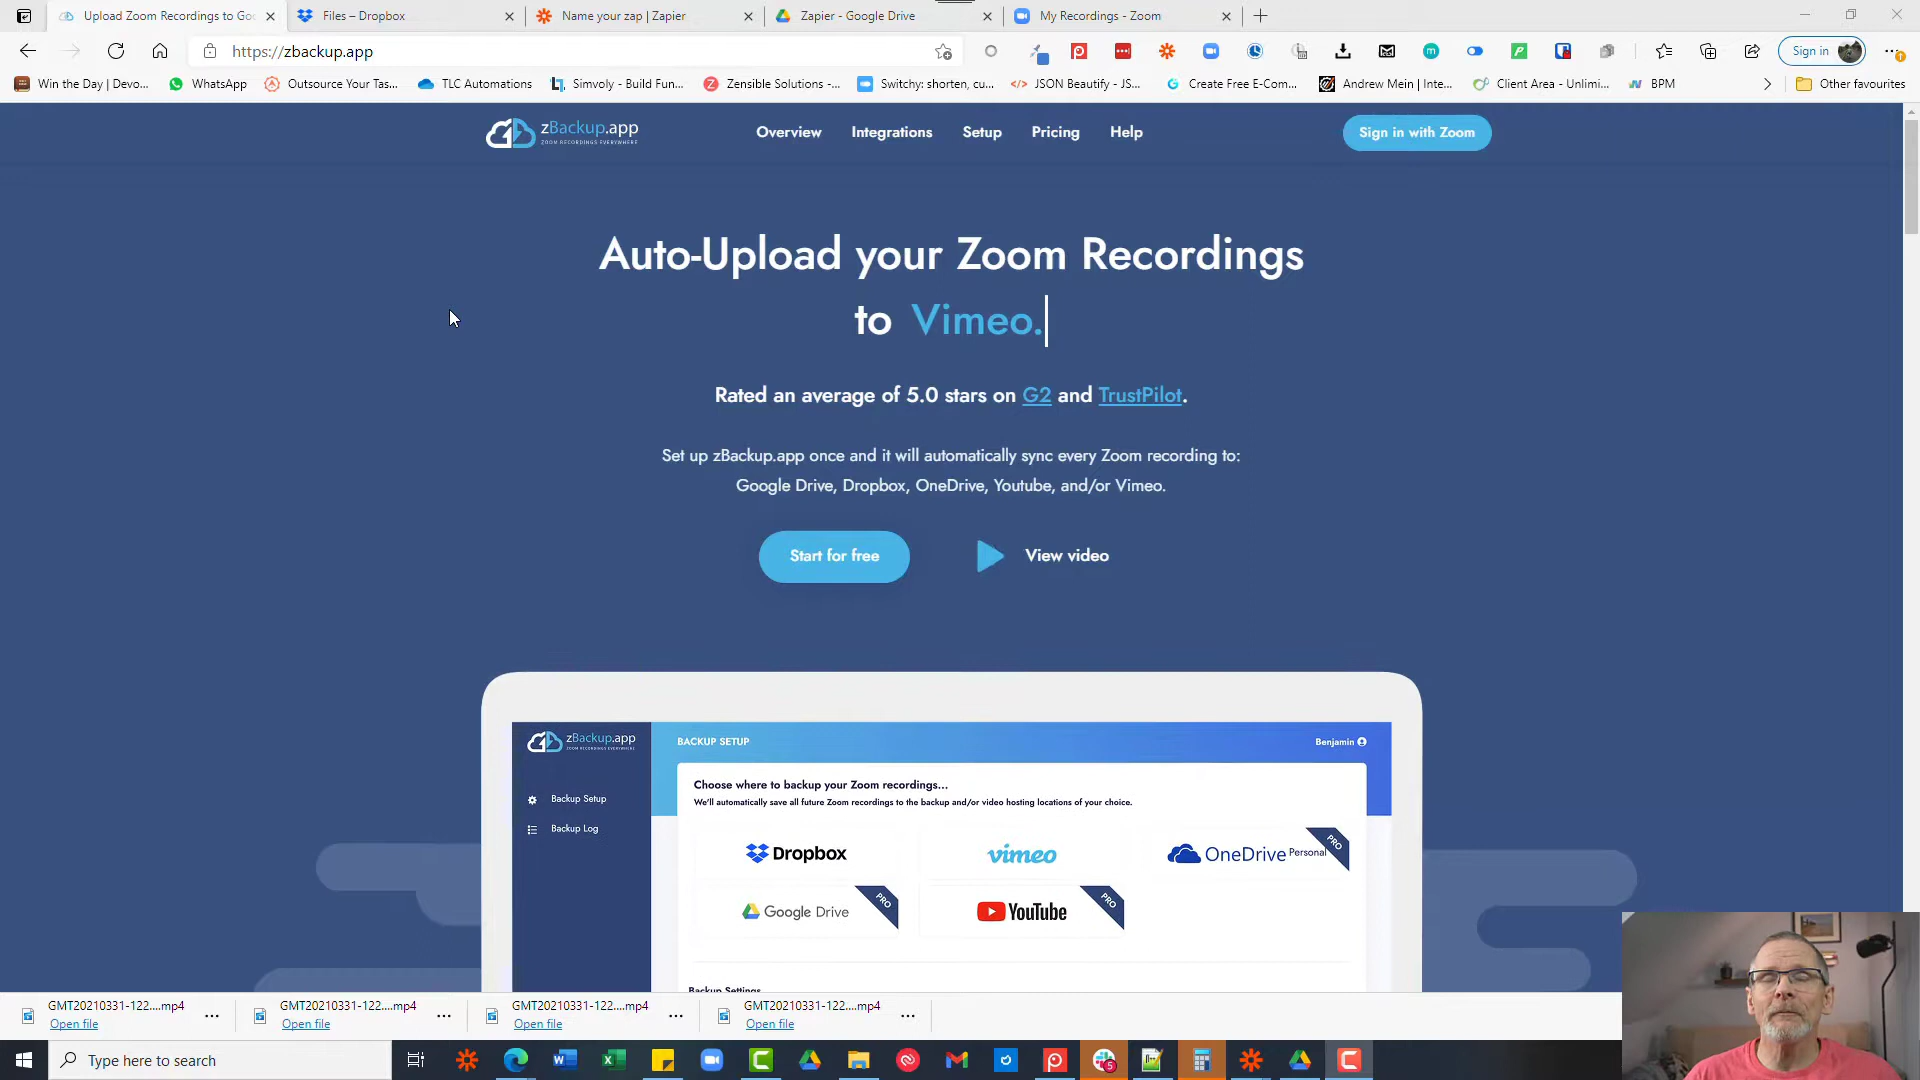 Upload Zoom Recordings to Goo
Files – Dropbox
Name your zap | Zapier
Zapier - Google Drive
My Recordings - Zoom
https://zbackup.app
Sign in
Win the Day | Devo...
WhatsApp
Outsource Your Tas...
TLC Automations
Simvoly - Build Fun...
Zensible Solutions -...
Switchy: shorten, cu...
JSON Beautify - JS...
Create Free E-Com...
Andrew Mein | Inte...
Client Area - Unlimi...
BPM
Other favourites
zBackup.app
ZOOM RECORDINGS EVERYWHERE
Overview
Integrations
Setup
Pricing
Help
Sign in with Zoom
Auto-Upload your Zoom Recordings
to Vimeo.
Rated an average of 5.0 stars on G2 and TrustPilot.
Set up zBackup.app once and it will automatically sync every Zoom recording to:
Google Drive, Dropbox, OneDrive, Youtube, and/or Vimeo.
Start for free
View video
zBackup.app
ZOOM RECORDINGS EVERYWHERE
BACKUP SETUP
Benjamin
Choose where to backup your Zoom recordings...
We'll automatically save all future Zoom recordings to the backup and/or video hosting locations of your choice.
Backup Setup
Backup Log
Dropbox
vimeo
OneDrive Personal
PRO
Google Drive
PRO
YouTube
PRO
Backup Settings
GMT20210331-122....mp4
Open file
GMT20210331-122....mp4
Open file
GMT20210331-122....mp4
Open file
GMT20210331-122....mp4
Open file
Type here to search